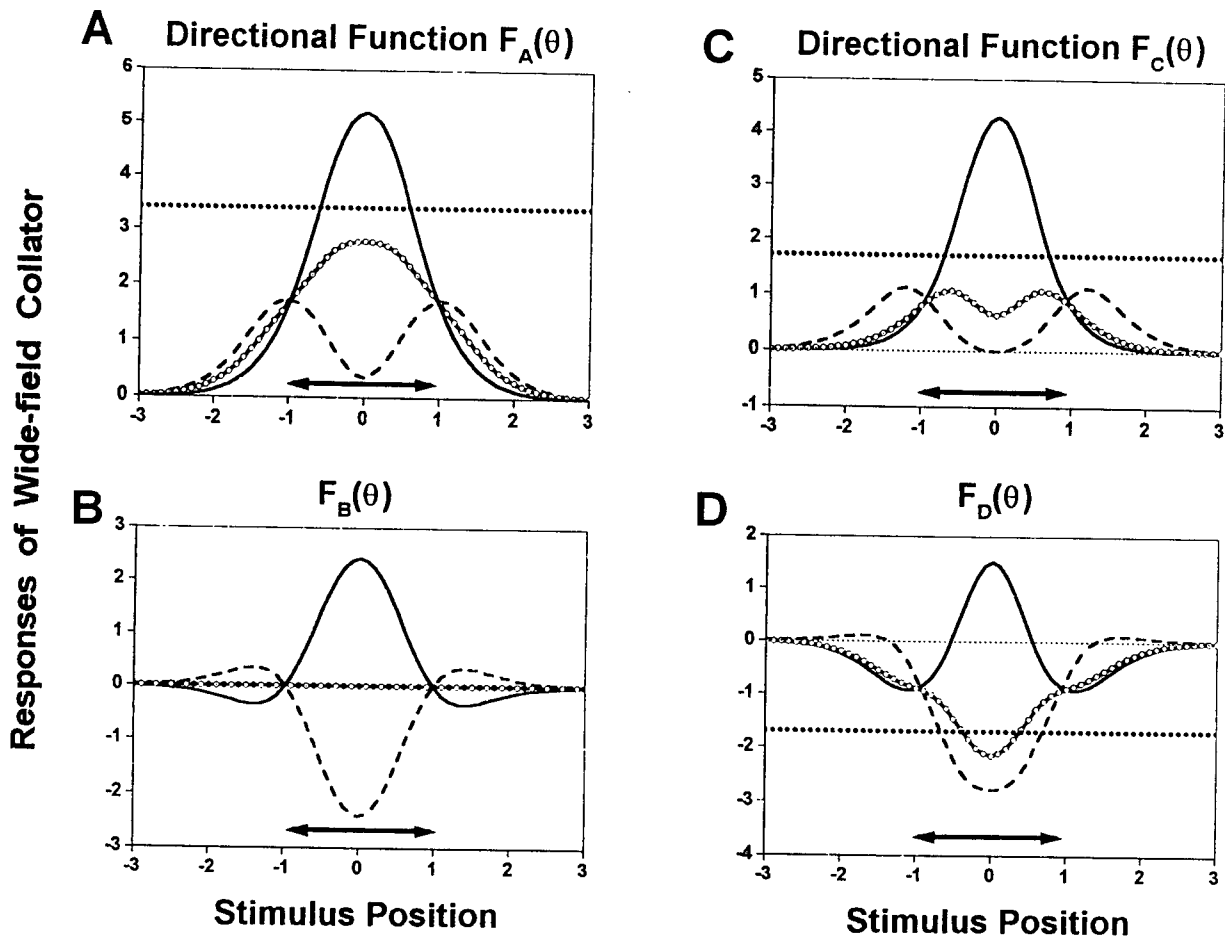 Responses of Wide-field Collator
A Directional Function F_A(θ)
6
5
4
3
2
1
0
-3 -2 -1 0 1 2 3
B F_B(θ)
3
2
1
0
-1
-2
-3
-3 -2 -1 0 1 2 3
Stimulus Position
C Directional Function F_C(θ)
5
4
3
2
1
0
-1
-3 -2 -1 0 1 2 3
D F_D(θ)
2
1
0
-1
-2
-3
-4
-3 -2 -1 0 1 2 3
Stimulus Position